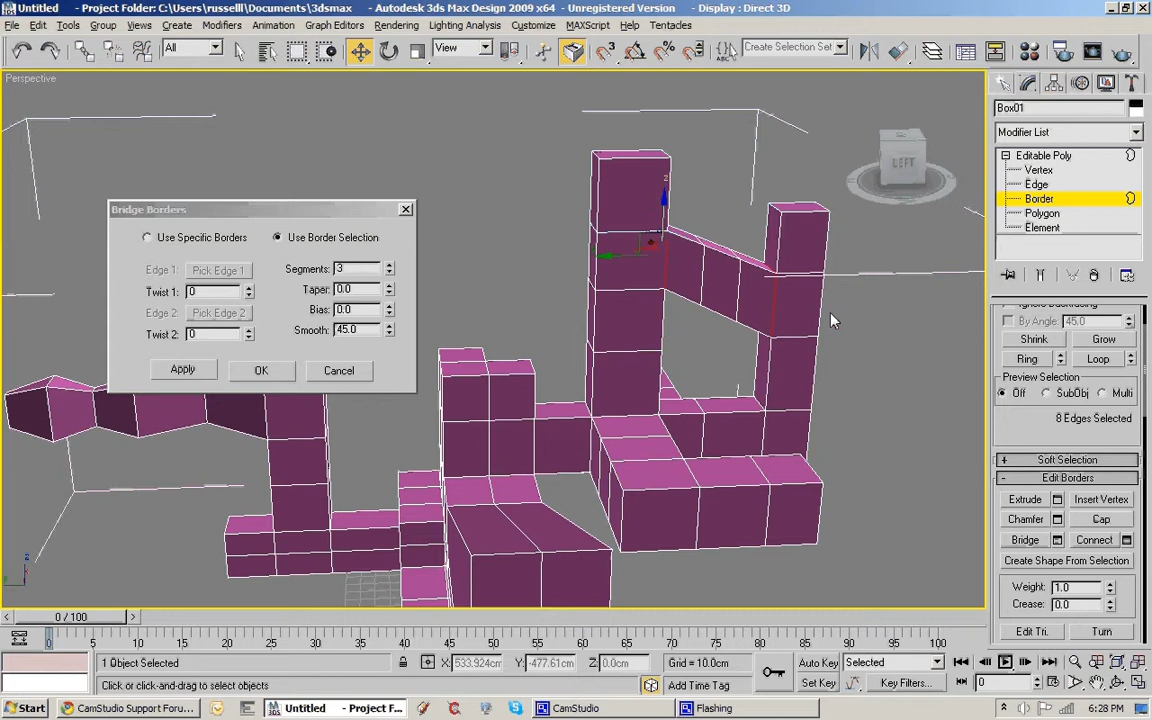 Untitled - Project Folder: C:\Users\russelll\Documents\3dsmax - Autodesk 3ds Max Design 2009 x64 - Unregistered Version - Display : Direct 3D
File Edit Tools Group Views Create Modifiers Animation Graph Editors Rendering Lighting Analysis Customize MAXScript Help Tentacles
All View Create Selection Set
Perspective
LEFT
Box01
Modifier List
Editable Poly
Vertex
Edge
Border
Polygon
Element
Bridge Borders
Use Specific Borders Use Border Selection
Edge 1: Pick Edge 1 Segments: 3
Twist 1: 0 Taper: 0.0
Edge 2: Pick Edge 2 Bias: 0.0
Twist 2: 0 Smooth: 45.0
Apply OK Cancel
Ignore Backfacing
By Angle: 45.0
Shrink Grow
Ring Loop
Preview Selection
Off SubObj Multi
8 Edges Selected
+ Soft Selection
- Edit Borders
Extrude Insert Vertex
Chamfer Cap
Bridge Connect
Create Shape From Selection
Weight: 1.0
Crease: 0.0
Edit Tri. Turn
0 / 100
0 5 10 15 20 25 30 35 40 45 50 55 60 65 70 75 80 85 90 95 100
1 Object Selected X: 533.924cm Y: -477.61cm Z: 0.0cm Grid = 10.0cm Auto Key Selected
Click or click-and-drag to select objects Add Time Tag Set Key Key Filters... 0
Start CamStudio Support Foru... Untitled - Project F... CamStudio Flashing 6:28 PM